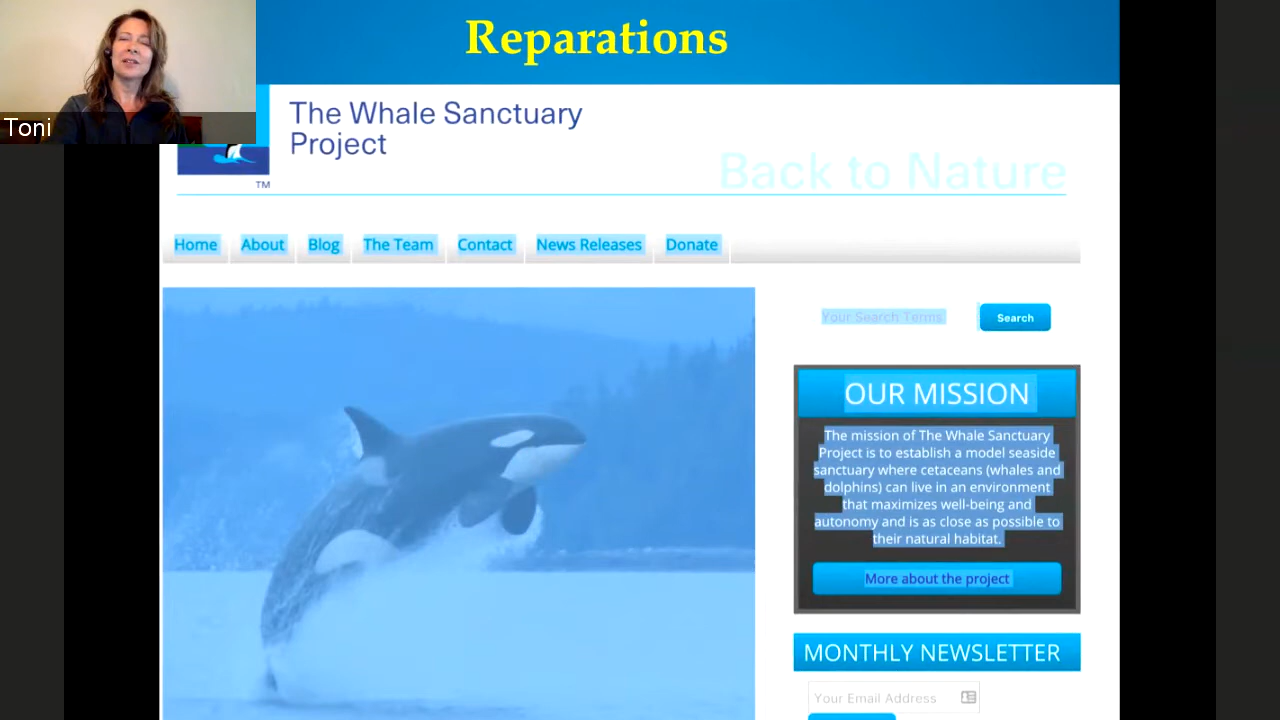 Reparations
Toni
The Whale Sanctuary
Project
TM
Back to Nature
Home About Blog The Team Contact News Releases Donate
Your Search Terms
Search
OUR MISSION
The mission of The Whale Sanctuary
Project is to establish a model seaside
sanctuary where cetaceans (whales and
dolphins) can live in an environment
that maximizes well-being and
autonomy and is as close as possible to
their natural habitat.
More about the project
MONTHLY NEWSLETTER
Your Email Address